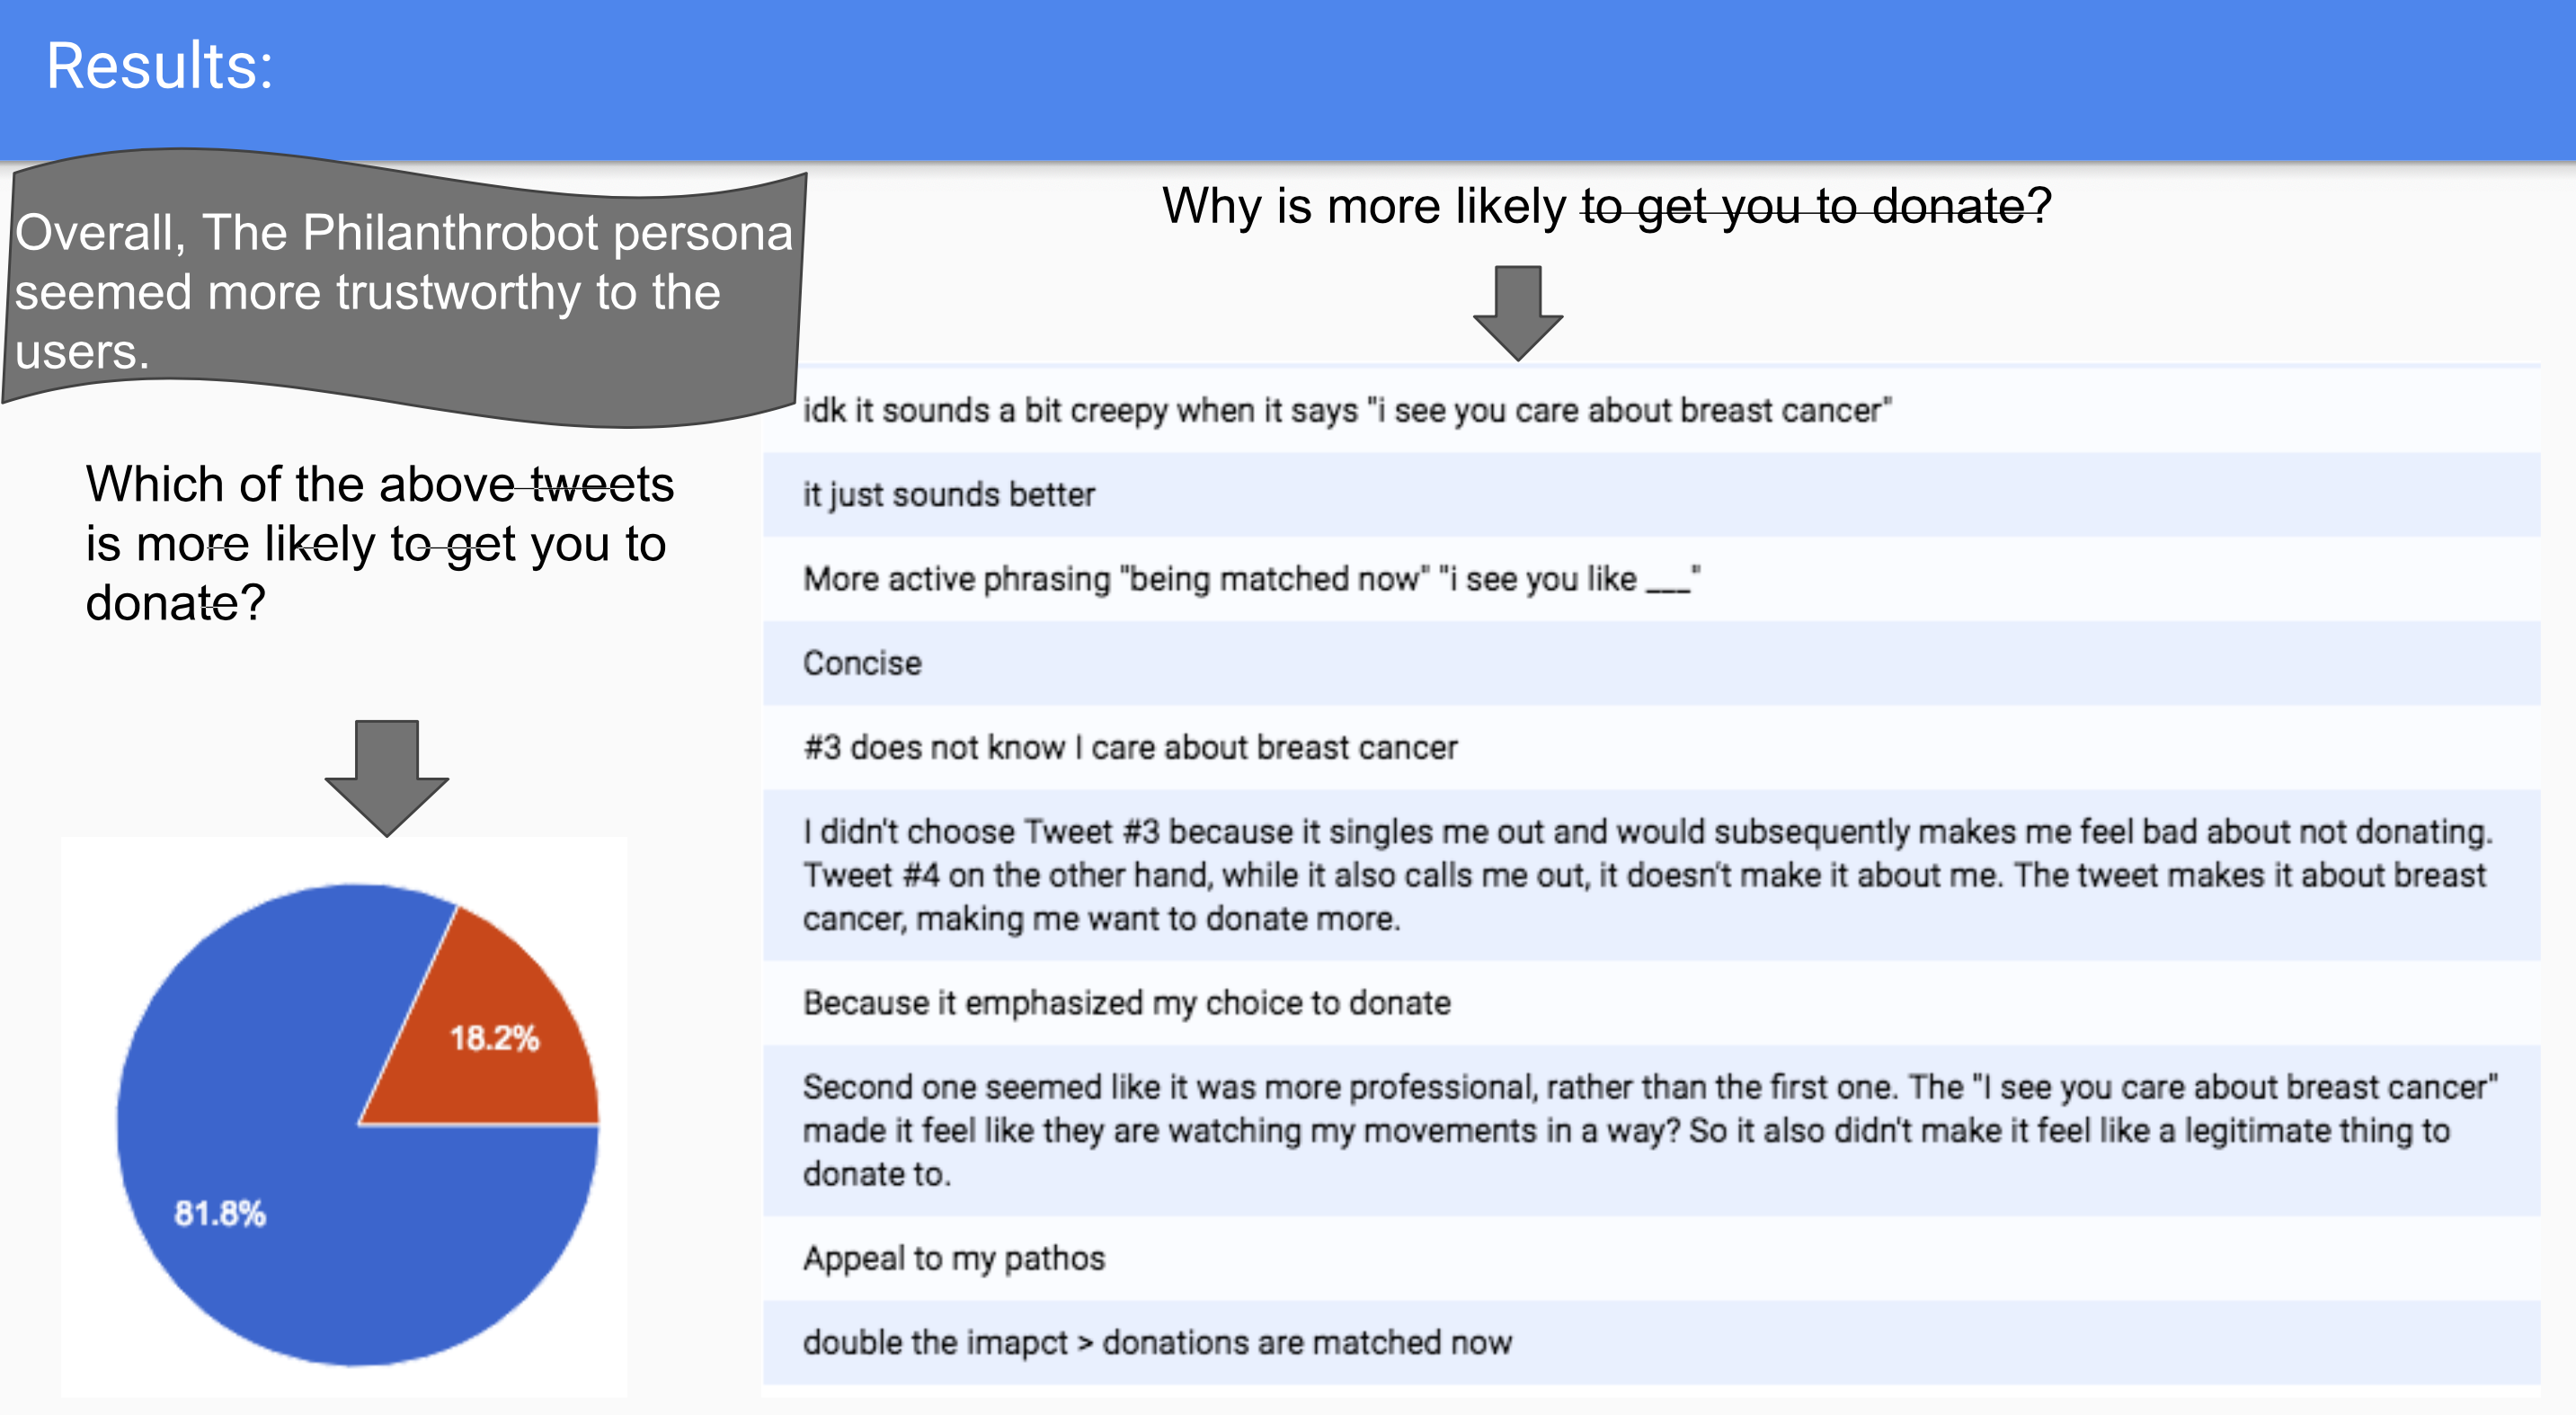 Results:
Overall, The Philanthrobot persona
seemed more trustworthy to the
users.
Which of the above tweets
is more likely to get you to
donate?
81.8%
18.2%
Why is more likely to get you to donate?
idk it sounds a bit creepy when it says "i see you care about breast cancer"
it just sounds better
More active phrasing "being matched now" "i see you like ___"
Concise
#3 does not know I care about breast cancer
I didn't choose Tweet #3 because it singles me out and would subsequently makes me feel bad about not donating.
Tweet #4 on the other hand, while it also calls me out, it doesn't make it about me. The tweet makes it about breast
cancer, making me want to donate more.
Because it emphasized my choice to donate
Second one seemed like it was more professional, rather than the first one. The "I see you care about breast cancer"
made it feel like they are watching my movements in a way? So it also didn't make it feel like a legitimate thing to
donate to.
Appeal to my pathos
double the imapct > donations are matched now